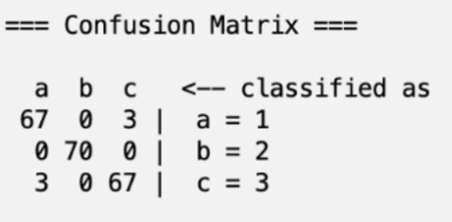 === Confusion Matrix ===
a b c <-- classified as
67 0 3 | a = 1
0 70 0 | b = 2
3 0 67 | c = 3